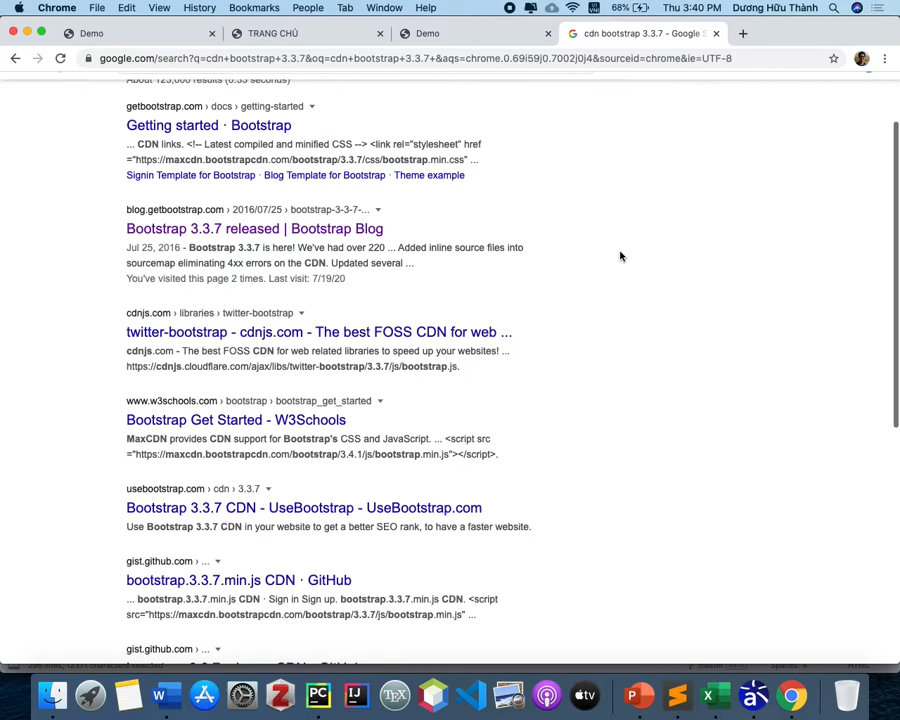 Chrome File Edit View History Bookmarks People Tab Window Help 68% Thu 3:40 PM Dương Hữu Thành
Demo TRANG CHỦ Demo cdn bootstrap 3.3.7 - Google S
google.com/search?q=cdn+bootstrap+3.3.7&oq=cdn+bootstrap+3.3.7+&aqs=chrome.0.69i59j0.7002j0j4&sourceid=chrome&ie=UTF-8
About 123,000 results (0.53 seconds)
getbootstrap.com › docs › getting-started
Getting started · Bootstrap
... CDN links. <!-- Latest compiled and minified CSS --> <link rel="stylesheet" href
="https://maxcdn.bootstrapcdn.com/bootstrap/3.3.7/css/bootstrap.min.css" ...
Signin Template for Bootstrap · Blog Template for Bootstrap · Theme example
blog.getbootstrap.com › 2016/07/25 › bootstrap-3-3-7-...
Bootstrap 3.3.7 released | Bootstrap Blog
Jul 25, 2016 - Bootstrap 3.3.7 is here! We've had over 220 ... Added inline source files into
sourcemap eliminating 4xx errors on the CDN. Updated several ...
You've visited this page 2 times. Last visit: 7/19/20
cdnjs.com › libraries › twitter-bootstrap
twitter-bootstrap - cdnjs.com - The best FOSS CDN for web ...
cdnjs.com - The best FOSS CDN for web related libraries to speed up your websites! ...
https://cdnjs.cloudflare.com/ajax/libs/twitter-bootstrap/3.3.7/js/bootstrap.js.
www.w3schools.com › bootstrap › bootstrap_get_started
Bootstrap Get Started - W3Schools
MaxCDN provides CDN support for Bootstrap's CSS and JavaScript. ... <script src
="https://maxcdn.bootstrapcdn.com/bootstrap/3.4.1/js/bootstrap.min.js"></script>.
usebootstrap.com › cdn › 3.3.7
Bootstrap 3.3.7 CDN - UseBootstrap - UseBootstrap.com
Use Bootstrap 3.3.7 CDN in your website to get a better SEO rank, to have a faster website.
gist.github.com › ...
bootstrap.3.3.7.min.js CDN · GitHub
... bootstrap.3.3.7.min.js CDN · Sign in Sign up. bootstrap.3.3.7.min.js CDN. <script
src="https://maxcdn.bootstrapcdn.com/bootstrap/3.3.7/js/bootstrap.min.js" ...
gist.github.com › ...